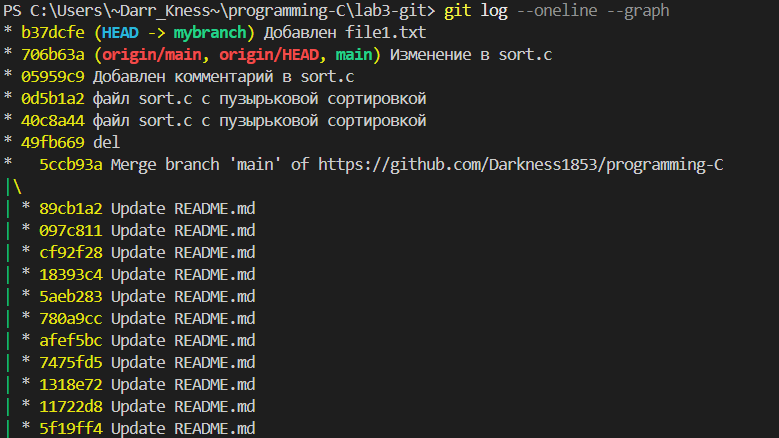 PS C:\Users\~Darr_Kness~\programming-C\lab3-git> git log --oneline --graph
* b37dcfe (HEAD -> mybranch) Добавлен file1.txt
* 706b63a (origin/main, origin/HEAD, main) Изменение в sort.c
* 05959c9 Добавлен комментарий в sort.c
* 0d5b1a2 файл sort.c с пузырьковой сортировкой
* 40c8a44 файл sort.c с пузырьковой сортировкой
* 49fb669 del
*   5ccb93a Merge branch 'main' of https://github.com/Darkness1853/programming-C
|\
| * 89cb1a2 Update README.md
| * 097c811 Update README.md
| * cf92f28 Update README.md
| * 18393c4 Update README.md
| * 5aeb283 Update README.md
| * 780a9cc Update README.md
| * afef5bc Update README.md
| * 7475fd5 Update README.md
| * 1318e72 Update README.md
| * 11722d8 Update README.md
| * 5f19ff4 Update README.md